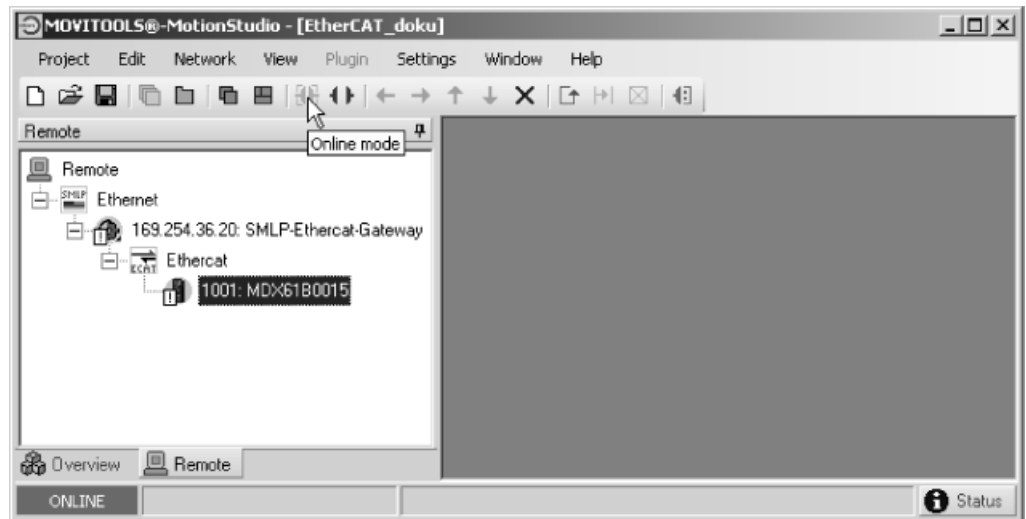 MOVITOOLS®-MotionStudio - [EtherCAT_doku]
Project Edit Network View Plugin Settings Window Help
Remote
Online mode
Remote
SMLP Ethernet
169.254.36.20: SMLP-Ethercat-Gateway
ECAT Ethercat
1001: MDX61B0015
Overview Remote
ONLINE Status